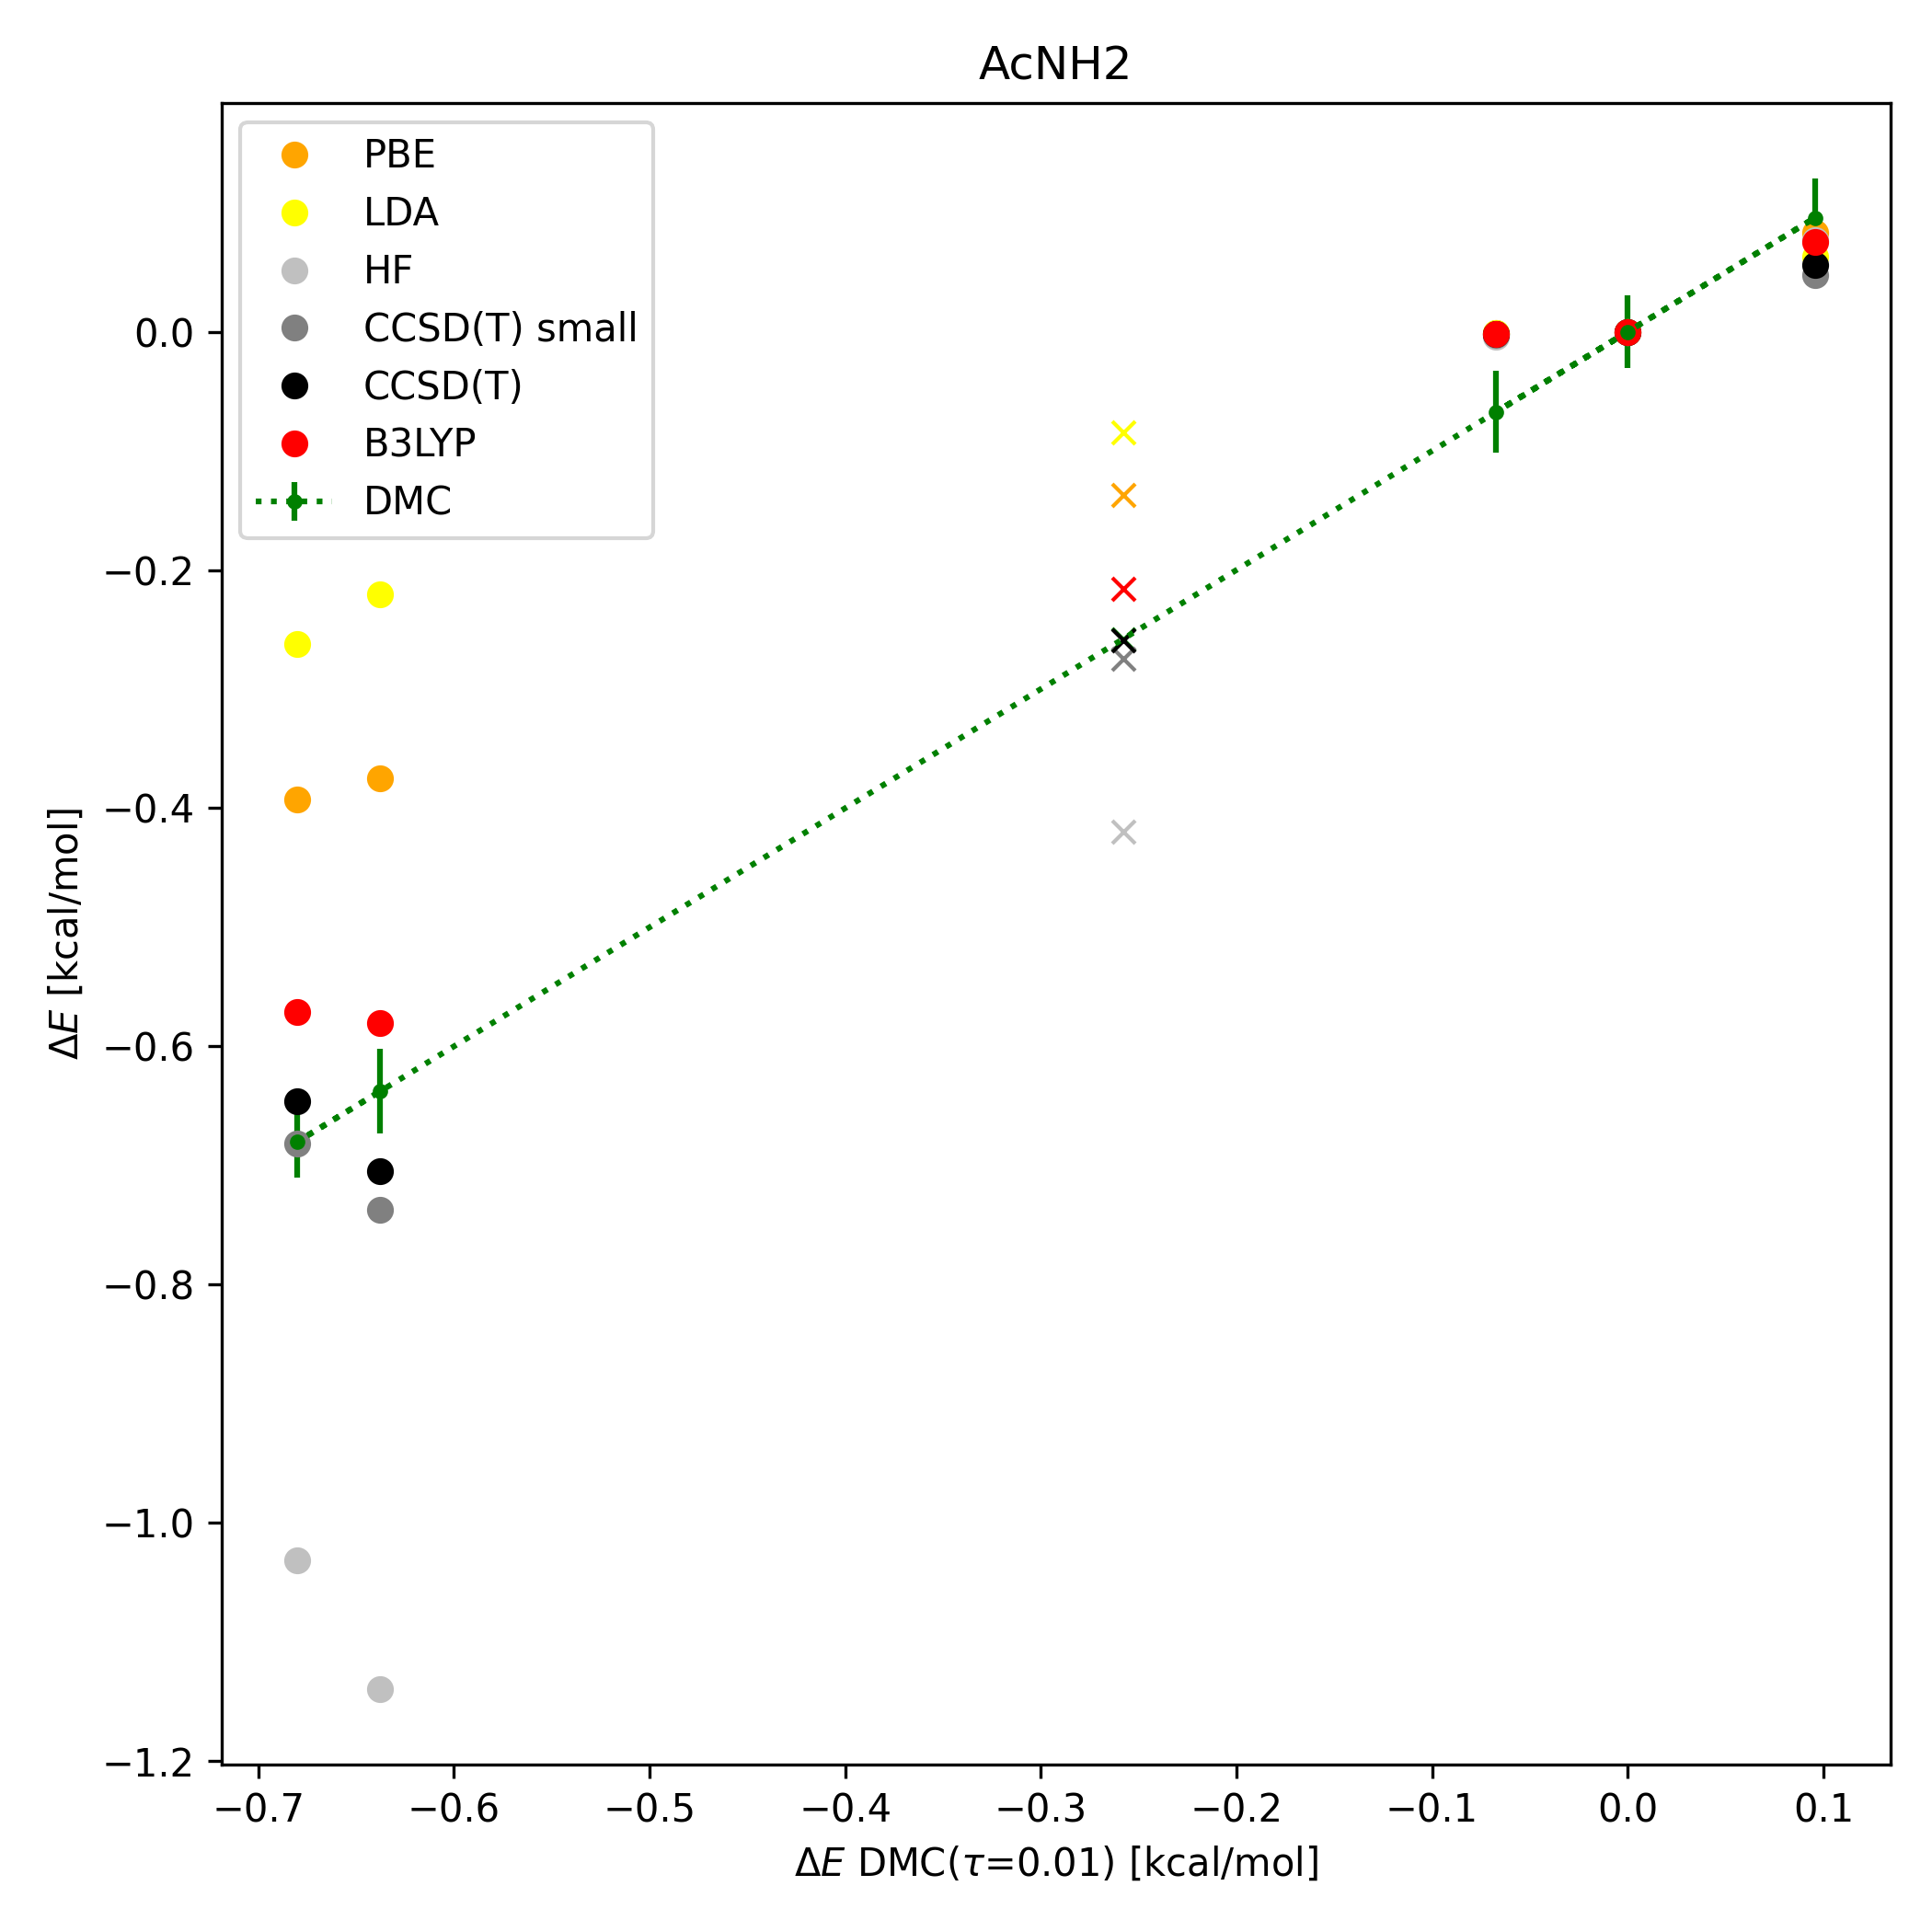 AcNH2
PBE
LDA
HF
CCSD(T) small
CCSD(T)
B3LYP
DMC
0.0
−0.2
−0.4
−0.6
−0.8
−1.0
−1.2
ΔE [kcal/mol]
−0.7 −0.6 −0.5 −0.4 −0.3 −0.2 −0.1 0.0 0.1
ΔE DMC(τ=0.01) [kcal/mol]